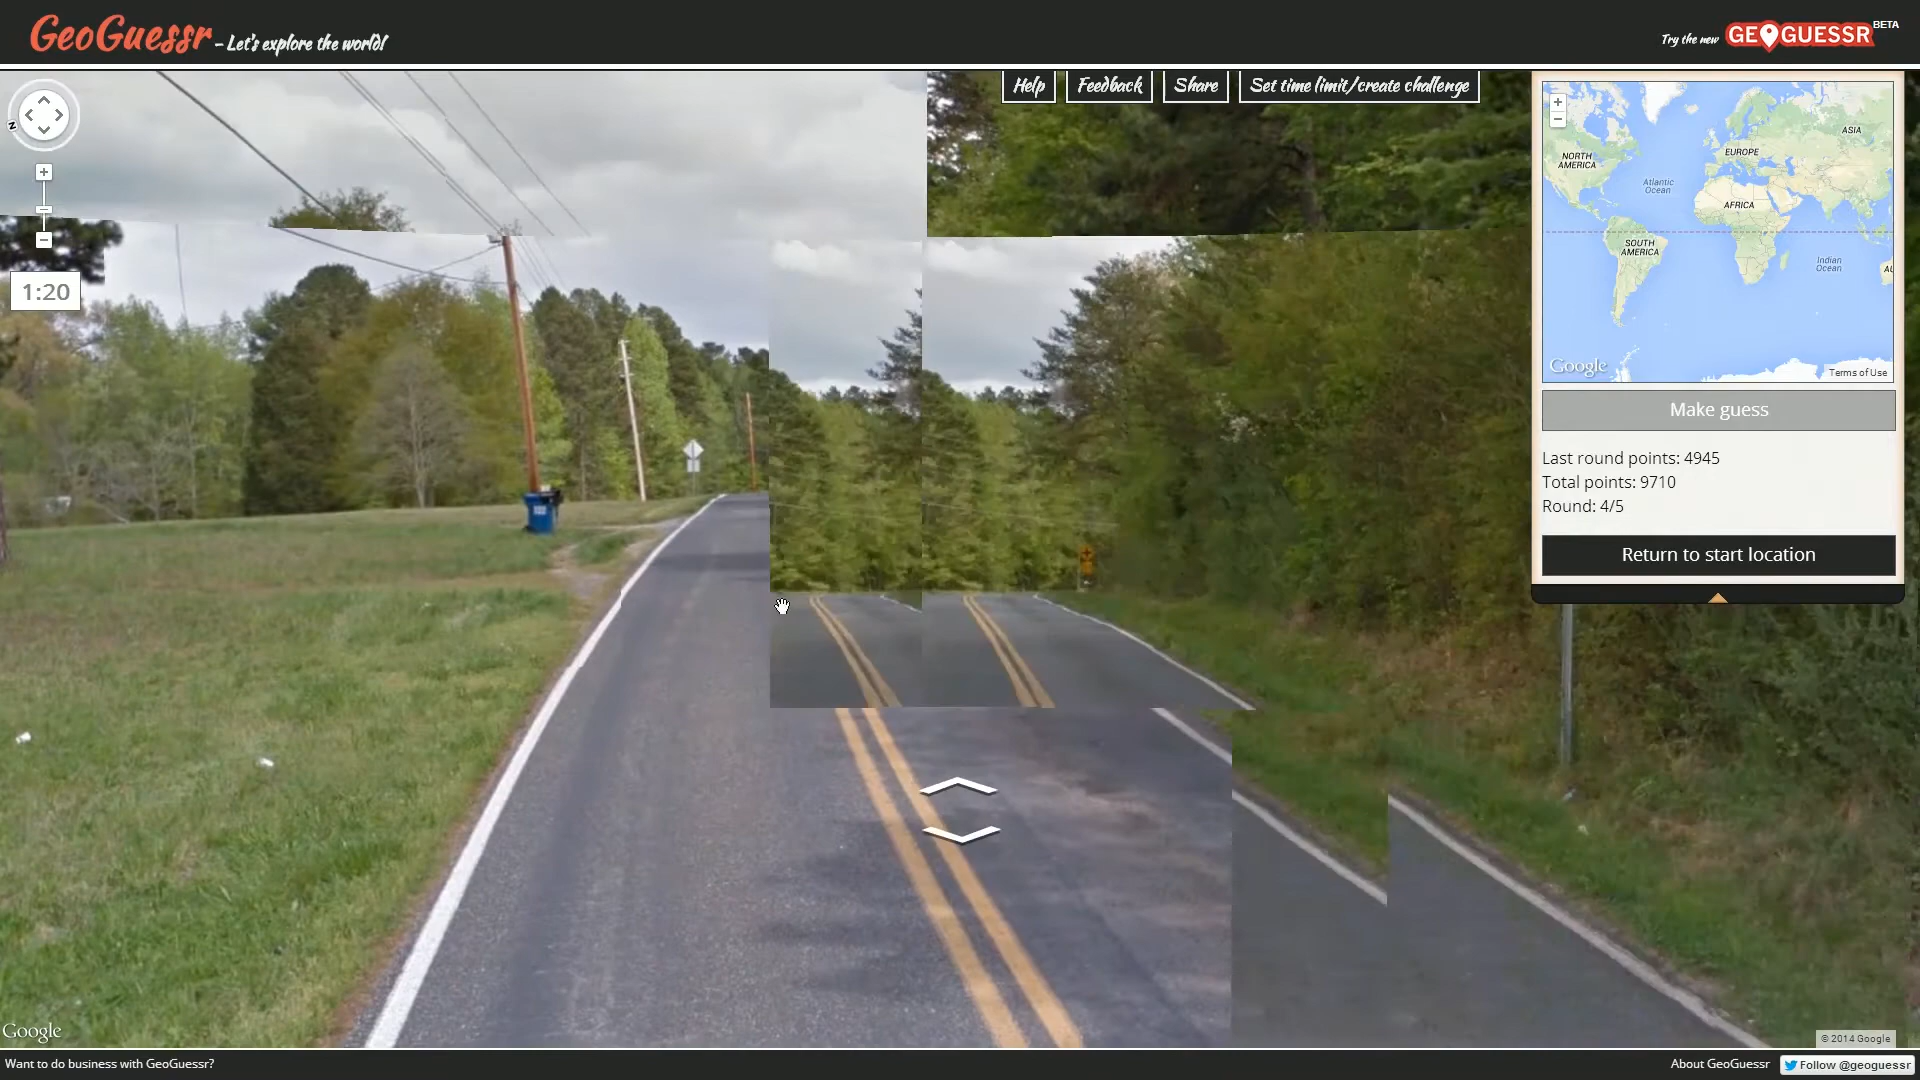 GeoGuessr - Let's explore the world!
Try the new GEOGUESSR BETA
Help Feedback Share Set time limit/create challenge
N
1:20
+
−
+
−
ASIA
EUROPE
NORTH
AMERICA
Atlantic
Ocean
AFRICA
SOUTH
AMERICA
Indian
Ocean
AU
Google
Terms of Use
Make guess
Last round points: 4945
Total points: 9710
Round: 4/5
Return to start location
Google
© 2014 Google
Want to do business with GeoGuessr?
About GeoGuessr
Follow @geoguessr